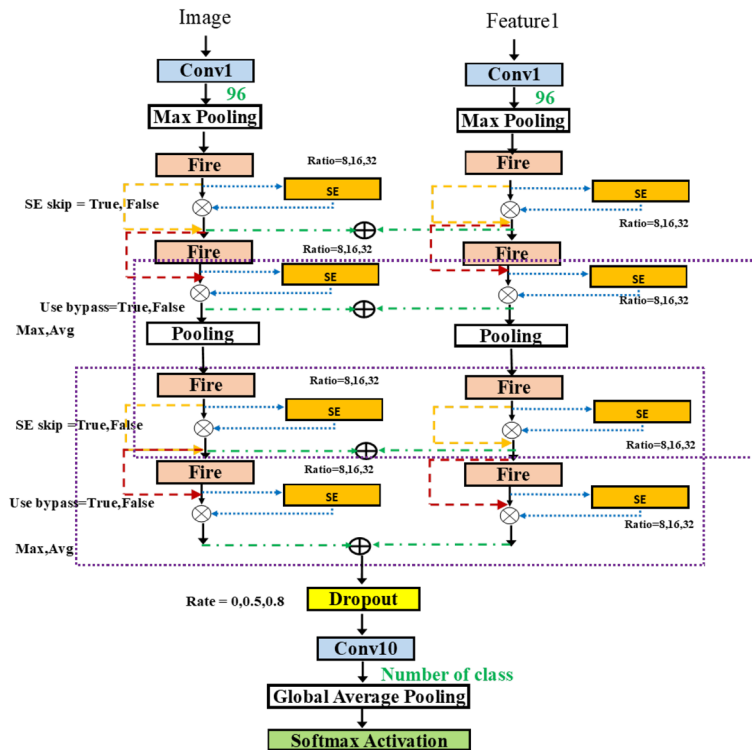 Image Feature1
Conv1 Conv1
96 96
Max Pooling Max Pooling
Fire Ratio=8,16,32 Fire
SE SE
SE skip = True, False Ratio=8,16,32
Fire Ratio=8,16,32 Fire
SE SE
Use bypass=True,False Ratio=8,16,32
Max,Avg
Pooling Pooling
Fire Ratio=8,16,32 Fire
SE SE
SE skip = True,False
Ratio=8,16,32
Fire Ratio=8,16,32 Fire
SE SE
Use bypass=True,False
Ratio=8,16,32
Max,Avg
Rate = 0,0.5,0.8 Dropout
Conv10
Number of class
Global Average Pooling
Softmax Activation